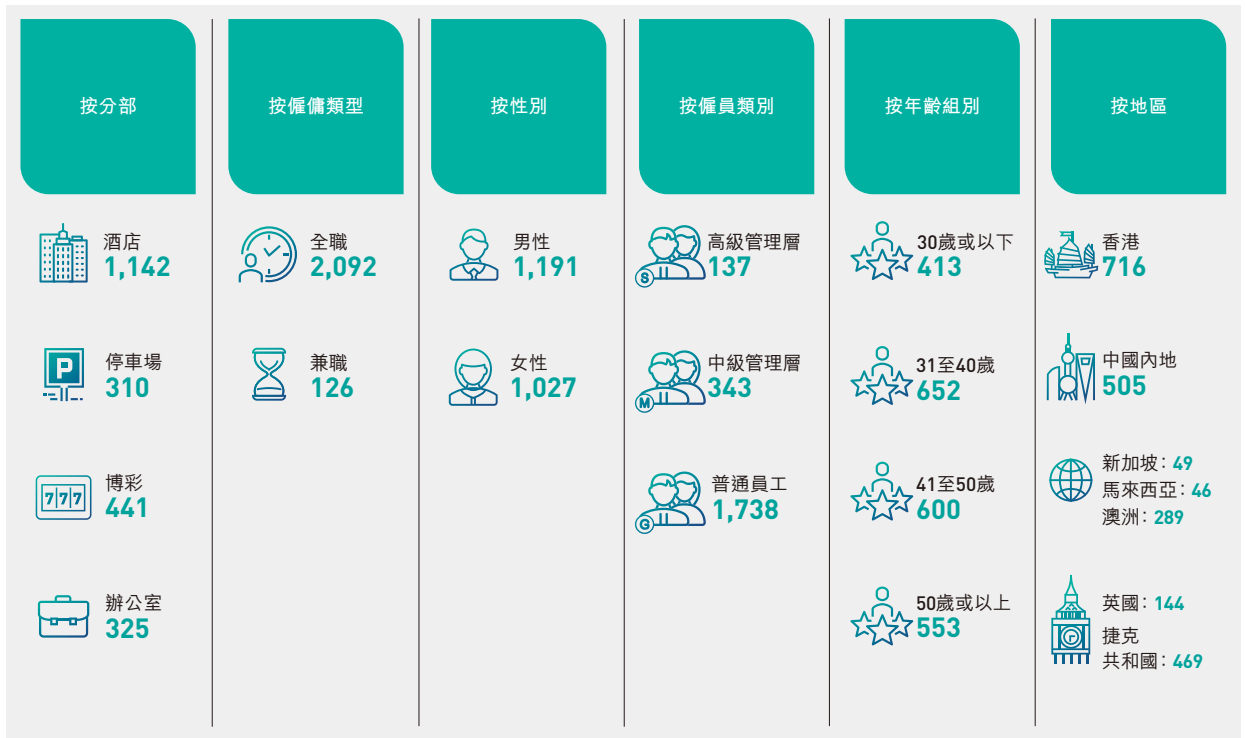 按分部
酒店
1,142
P
停車場
310
777
博彩
441
辦公室
325
按僱傭類型
全職
2,092
兼職
126
按性別
男性
1,191
女性
1,027
按僱員類別
S
高級管理層
137
M
中級管理層
343
G
普通員工
1,738
按年齡組別
30歲或以下
413
31至40歲
652
41至50歲
600
50歲或以上
553
按地區
香港
716
中國內地
505
新加坡：49
馬來西亞：46
澳洲：289
英國：144
捷克
共和國：469